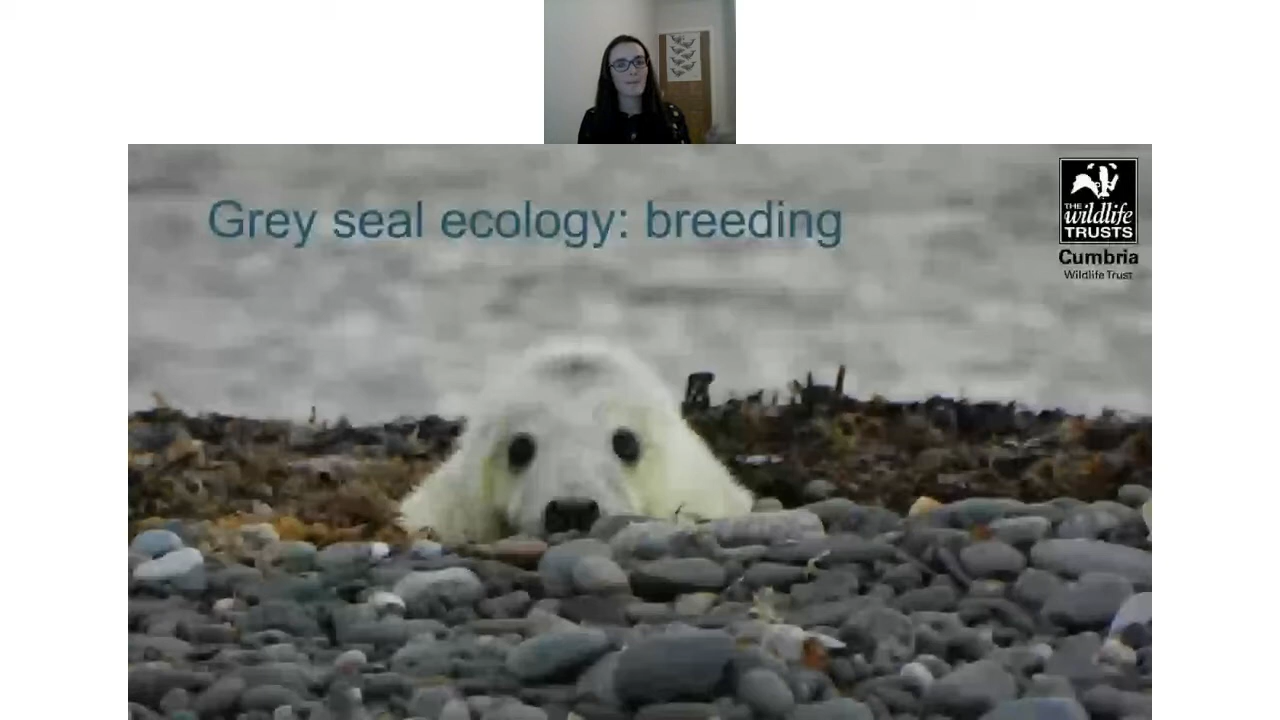 Grey seal ecology: breeding
THE
wildlife
TRUSTS
Cumbria
Wildlife Trust